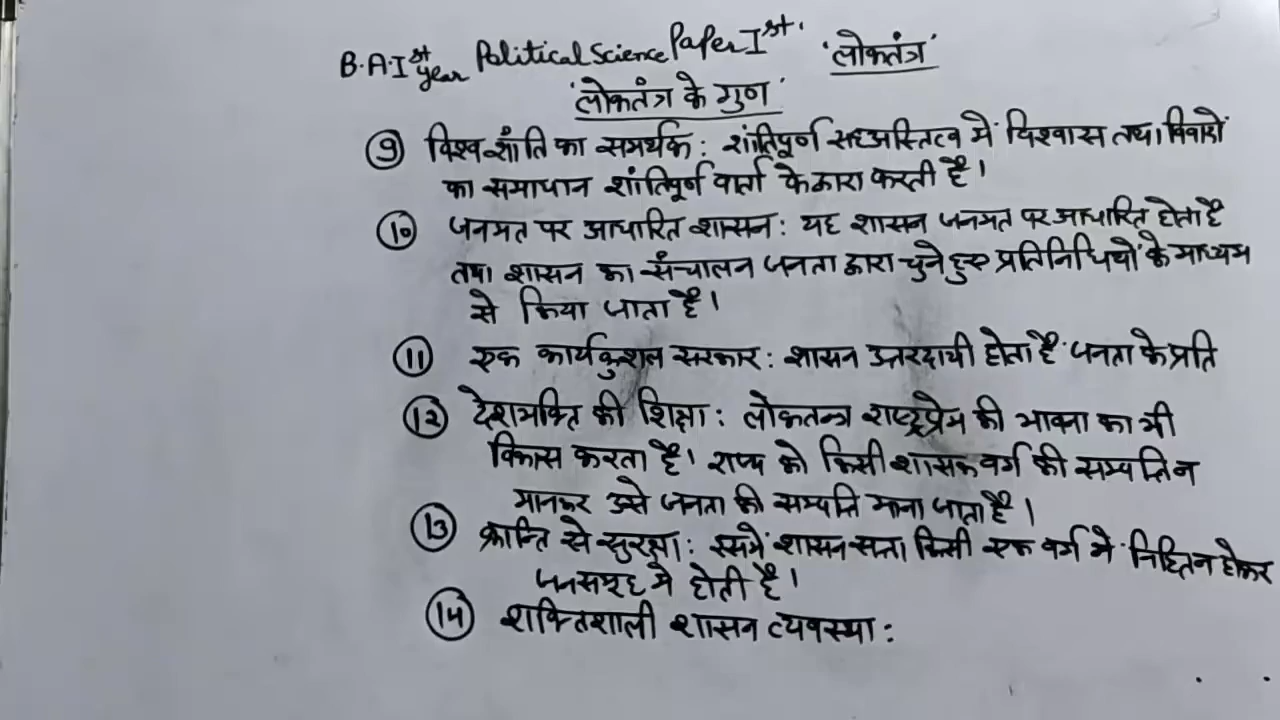 B.A. Ist year Political Science Paper Ist. 'लोकतंत्र'
'लोकतंत्र के गुण'
9 विश्व शांति का समर्थक : शांतिपूर्ण सहअस्तित्व में विश्वास तथा विवादों
का समाधान शांतिपूर्ण वार्ता के द्वारा करती है।
10 जनमत पर आधारित शासन : यह शासन जनमत पर आधारित होता है
तथा शासन का संचालन जनता द्वारा चुने हुए प्रतिनिधियों के माध्यम
से किया जाता है।
11 एक कार्यकुशल सरकार : शासन उत्तरदायी होता है जनता के प्रति
12 देशभक्ति की शिक्षा : लोकतन्त्र राष्ट्रप्रेम की भावना का भी
विकास करता है। राज्य को किसी शासक वर्ग की सम्पत्ति न
मानकर उसे जनता की सम्पत्ति माना जाता है।
13 क्रान्ति से सुरक्षा : इसमें शासन सत्ता किसी एक वर्ग में निहित न होकर
जनसमूह में होती है।
14 शक्तिशाली शासन व्यवस्था :